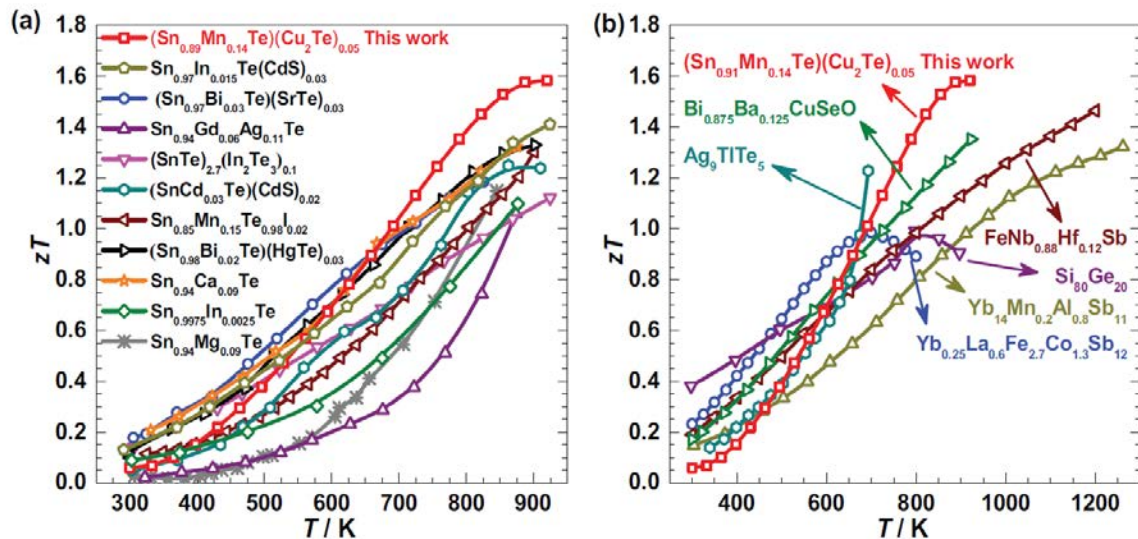 (a)
(b)
zT
1.8
1.6
1.4
1.2
1.0
0.8
0.6
0.4
0.2
0.0
(Sn0.89Mn0.14Te)(Cu2Te)0.05 This work
Sn0.97In0.015Te(CdS)0.03
(Sn0.97Bi0.03Te)(SrTe)0.03
Sn0.94Gd0.06Ag0.11Te
(SnTe)2.7(In2Te3)0.1
(SnCd0.03Te)(CdS)0.02
Sn0.85Mn0.15Te0.98I0.02
(Sn0.98Bi0.02Te)(HgTe)0.03
Sn0.94Ca0.09Te
Sn0.9975In0.0025Te
Sn0.94Mg0.09Te
300 400 500 600 700 800 900
T / K
zT
1.8
1.6
1.4
1.2
1.0
0.8
0.6
0.4
0.2
0.0
(Sn0.91Mn0.14Te)(Cu2Te)0.05 This work
Bi0.875Ba0.125CuSeO
Ag9TlTe5
FeNb0.88Hf0.12Sb
Si80Ge20
Yb14Mn0.2Al0.8Sb11
Yb0.25La0.6Fe2.7Co1.3Sb12
400 600 800 1000 1200
T / K